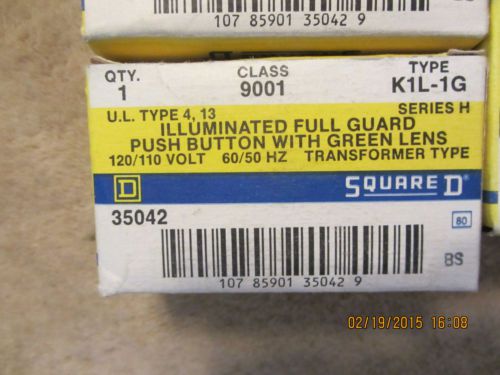 107 85901 35042 9
BS
QTY. CLASS TYPE
1 9001 K1L-1G
U.L. TYPE 4, 13 SERIES H
ILLUMINATED FULL GUARD
PUSH BUTTON WITH GREEN LENS
120/110 VOLT 60/50 HZ TRANSFORMER TYPE
D SQUARE D
35042
80
BS
107 85901 35042 9
02/19/2015 16:08